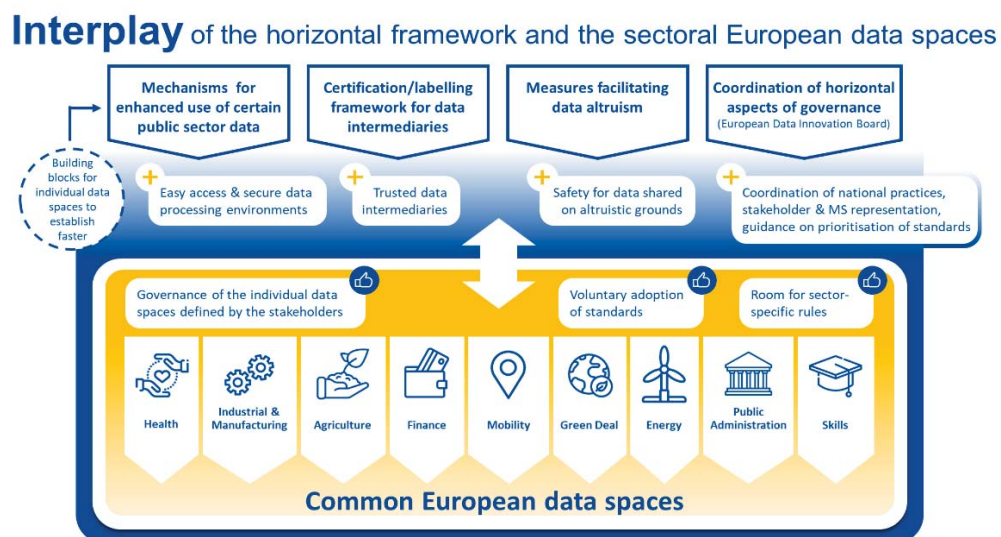 Interplay of the horizontal framework and the sectoral European data spaces
Mechanisms for
enhanced use of certain
public sector data
Certification/labelling
framework for data
intermediaries
Measures facilitating
data altruism
Coordination of horizontal
aspects of governance
(European Data Innovation Board)
Building
blocks for
individual data
spaces to
establish
faster
Easy access & secure data
processing environments
Trusted data
intermediaries
Safety for data shared
on altruistic grounds
Coordination of national practices,
stakeholder & MS representation,
guidance on prioritisation of standards
Governance of the individual data
spaces defined by the stakeholders
Voluntary adoption
of standards
Room for sector-
specific rules
Health
Industrial &
Manufacturing
Agriculture
Finance
Mobility
Green Deal
Energy
Public
Administration
Skills
Common European data spaces